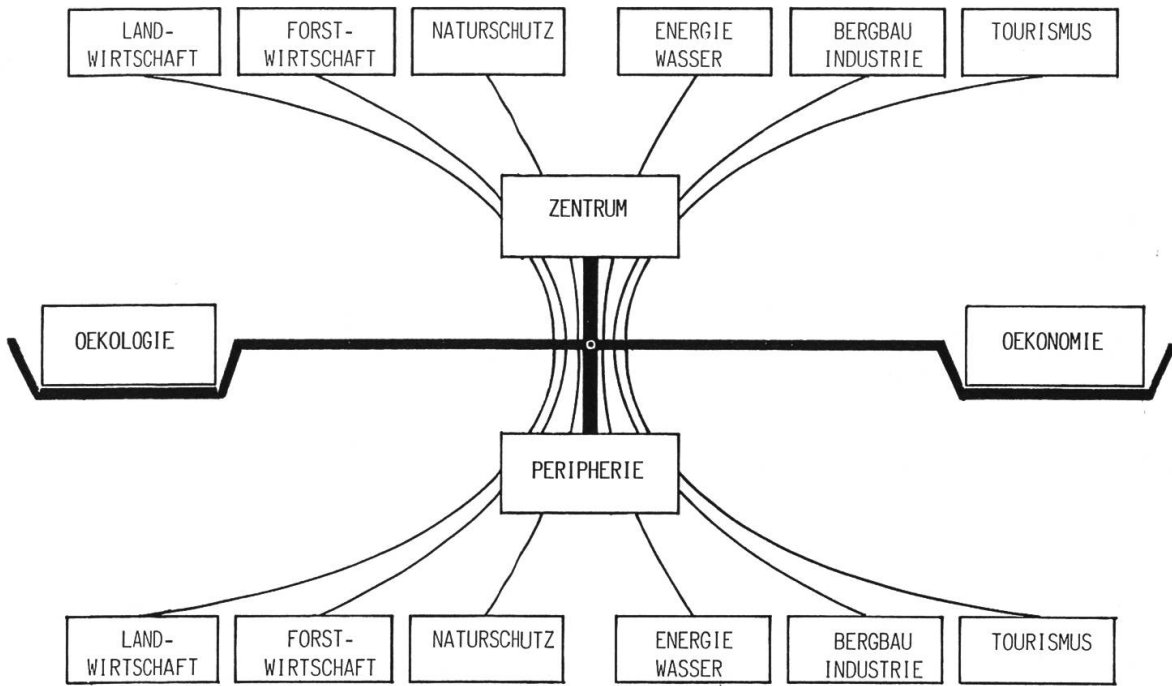 LAND-
WIRTSCHAFT
FORST-
WIRTSCHAFT
NATURSCHUTZ
ENERGIE
WASSER
BERGBAU
INDUSTRIE
TOURISMUS
ZENTRUM
OEKOLOGIE
OEKONOMIE
PERIPHERIE
LAND-
WIRTSCHAFT
FORST-
WIRTSCHAFT
NATURSCHUTZ
ENERGIE
WASSER
BERGBAU
INDUSTRIE
TOURISMUS